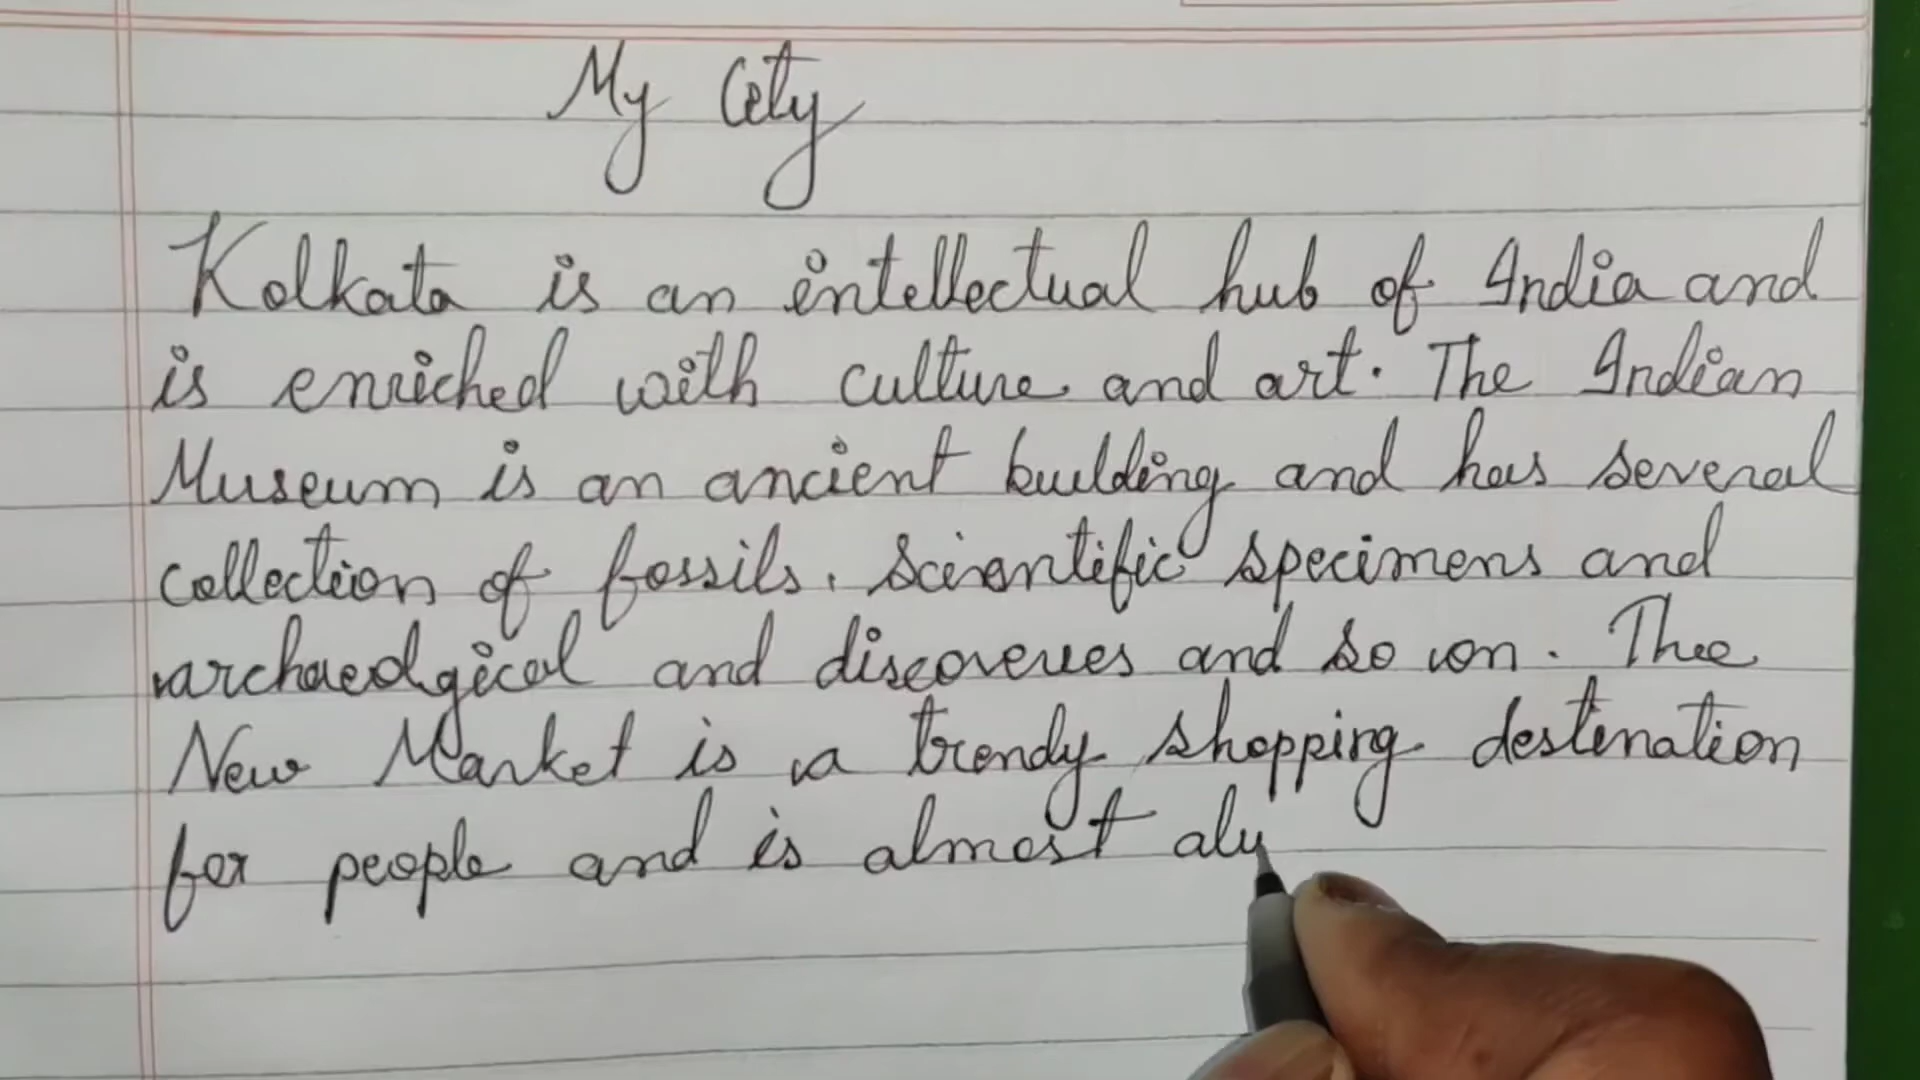 My City
Kolkata is an intellectual hub of India and
is enriched with culture and art. The Indian
Museum is an ancient building and has several
collection of fossils, scientific specimens and
archaeolgical and discoveries and so on. The
New Market is a trendy shopping destination
for people and is almost alw